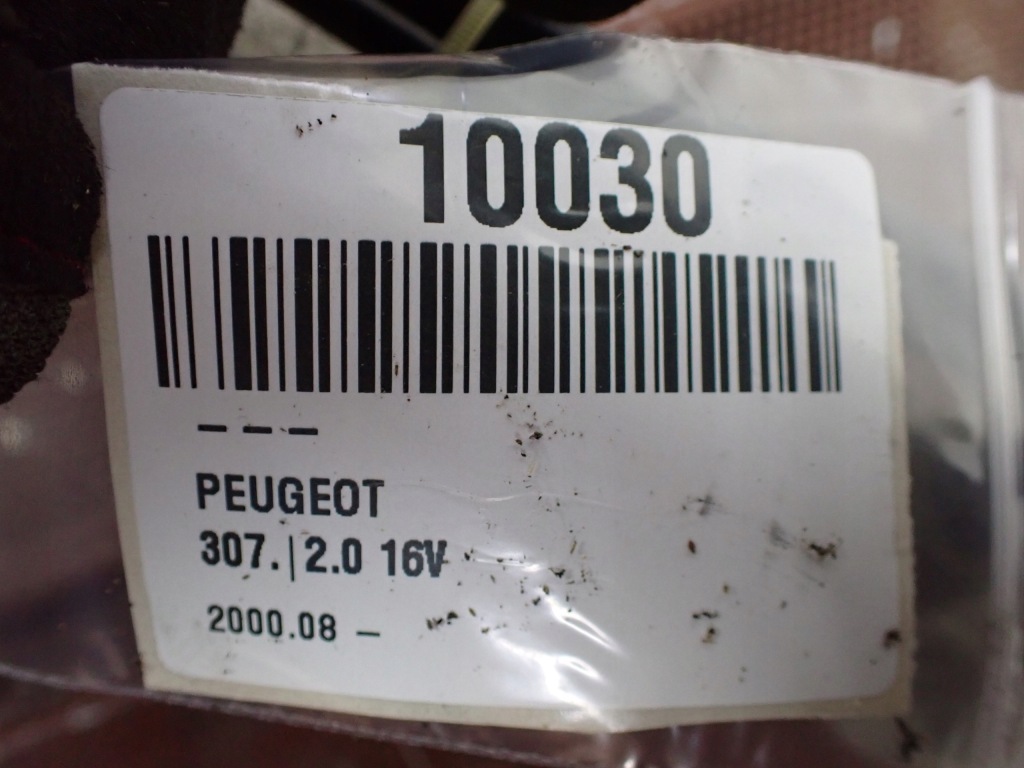 10030
– – –
PEUGEOT
307.|2.0 16V
2000.08 –